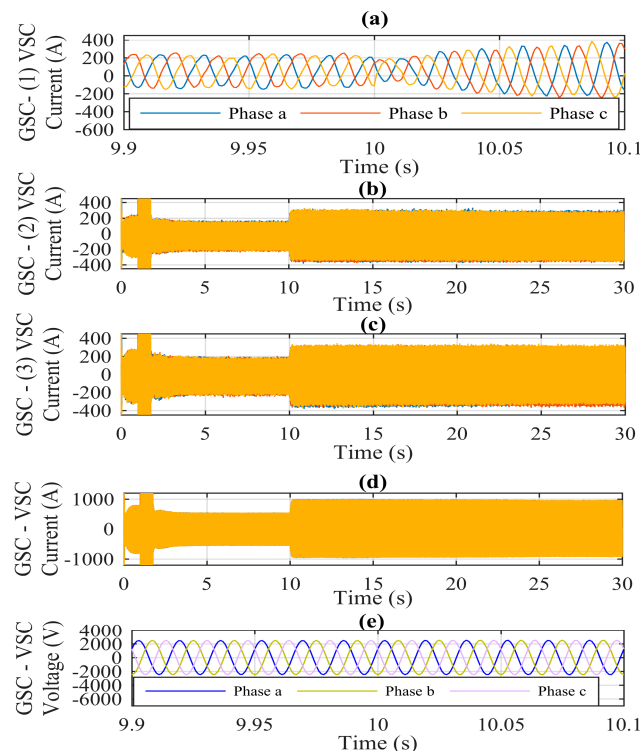 (a)
GSC- (1) VSC
Current (A)
400
200
0
-200
-400
-600
Phase a
Phase b
Phase c
9.9
9.95
10
10.05
10.1
Time (s)
(b)
GSC - (2) VSC
Current (A)
400
200
0
-200
-400
0
5
10
15
20
25
30
Time (s)
(c)
GSC - (3) VSC
Current (A)
400
200
0
-200
-400
0
5
10
15
20
25
30
Time (s)
(d)
GSC - VSC
Current (A)
1000
0
-1000
0
5
10
15
20
25
30
Time (s)
(e)
GSC - VSC
Voltage (V)
4000
2000
0
-2000
-4000
-6000
Phase a
Phase b
Phase c
9.9
9.95
10
10.05
10.1
Time (s)